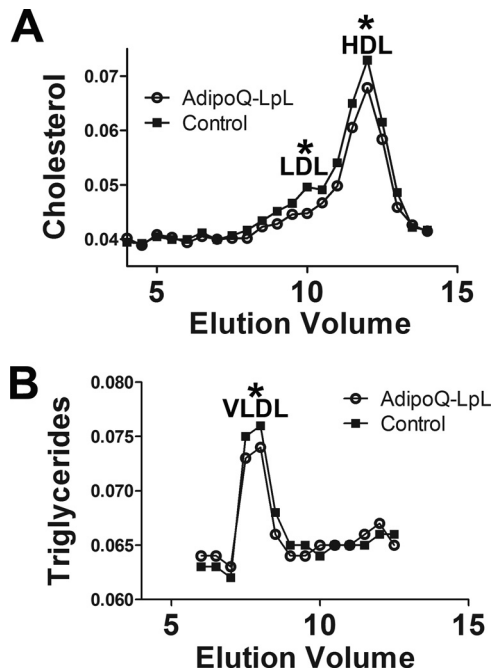 A
*
HDL
Cholesterol
0.07
0.06
0.05
0.04
AdipoQ-LpL
Control
*
LDL
5
10
15
Elution Volume
B
*
VLDL
Triglycerides
0.080
0.075
0.070
0.065
0.060
AdipoQ-LpL
Control
5
10
15
Elution Volume